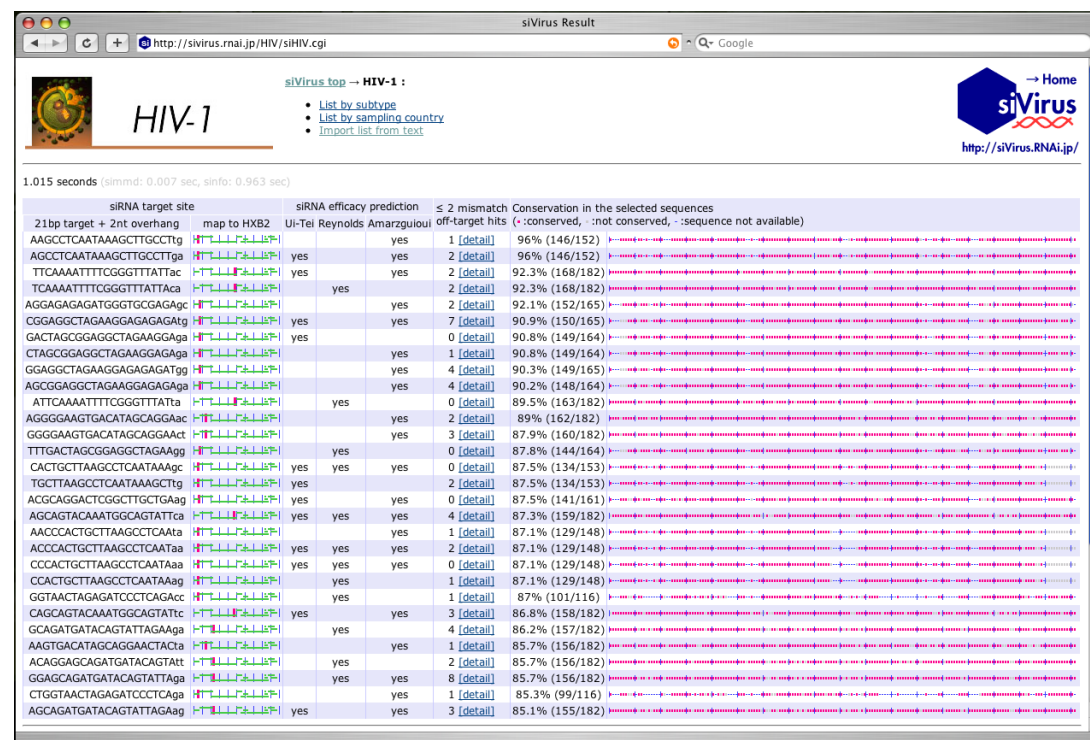 siVirus Result
http://sivirus.rnai.jp/HIV/siHIV.cgi
Google
HIV-1
siVirus top → HIV-1 :
• List by subtype
• List by sampling country
• Import list from text
→ Home
siVirus
http://siVirus.RNAi.jp/
1.015 seconds (simmd: 0.007 sec, sinfo: 0.963 sec)
siRNA target site siRNA efficacy prediction ≤ 2 mismatch off-target hits Conservation in the selected sequences
21bp target + 2nt overhang map to HXB2 Ui-Tei Reynolds Amarzguioui (· :conserved, - :not conserved, - :sequence not available)
AAGCCTCAATAAAGCTTGCCTtg yes 1 [detail] 96% (146/152)
AGCCTCAATAAAGCTTGCCTTga yes yes 2 [detail] 96% (146/152)
TTCAAAATTTTCGGGTTTATTac yes yes 2 [detail] 92.3% (168/182)
TCAAAATTTTCGGGTTTATTAca yes 2 [detail] 92.3% (168/182)
AGGAGAGAGATGGGTGCGAGAgc yes 2 [detail] 92.1% (152/165)
CGGAGGCTAGAAGGAGAGAGAtg yes yes 7 [detail] 90.9% (150/165)
GACTAGCGGAGGCTAGAAGGAga yes 0 [detail] 90.8% (149/164)
CTAGCGGAGGCTAGAAGGAGAga yes 1 [detail] 90.8% (149/164)
GGAGGCTAGAAGGAGAGAGATgg yes 4 [detail] 90.3% (149/165)
AGCGGAGGCTAGAAGGAGAGAga yes 4 [detail] 90.2% (148/164)
ATTCAAAATTTTCGGGTTTATta yes 0 [detail] 89.5% (163/182)
AGGGGAAGTGACATAGCAGGAac yes 2 [detail] 89% (162/182)
GGGGAAGTGACATAGCAGGAAct yes 3 [detail] 87.9% (160/182)
TTTGACTAGCGGAGGCTAGAAgg yes 0 [detail] 87.8% (144/164)
CACTGCTTAAGCCTCAATAAAgc yes yes yes 0 [detail] 87.5% (134/153)
TGCTTAAGCCTCAATAAAGCTtg yes 2 [detail] 87.5% (134/153)
ACGCAGGACTCGGCTTGCTGAag yes yes 0 [detail] 87.5% (141/161)
AGCAGTACAAATGGCAGTATTca yes yes yes 4 [detail] 87.3% (159/182)
AACCCACTGCTTAAGCCTCAAta yes 1 [detail] 87.1% (129/148)
ACCCACTGCTTAAGCCTCAATaa yes yes yes 2 [detail] 87.1% (129/148)
CCCACTGCTTAAGCCTCAATAaa yes yes yes 0 [detail] 87.1% (129/148)
CCACTGCTTAAGCCTCAATAAag yes 1 [detail] 87.1% (129/148)
GGTAACTAGAGATCCCTCAGAcc yes 1 [detail] 87% (101/116)
CAGCAGTACAAATGGCAGTATtc yes yes 3 [detail] 86.8% (158/182)
GCAGATGATACAGTATTAGAAga yes 4 [detail] 86.2% (157/182)
AAGTGACATAGCAGGAACTACta yes 1 [detail] 85.7% (156/182)
ACAGGAGCAGATGATACAGTAtt yes 2 [detail] 85.7% (156/182)
GGAGCAGATGATACAGTATTAga yes yes 8 [detail] 85.7% (156/182)
CTGGTAACTAGAGATCCCTCAga yes 1 [detail] 85.3% (99/116)
AGCAGATGATACAGTATTAGAag yes yes 3 [detail] 85.1% (155/182)